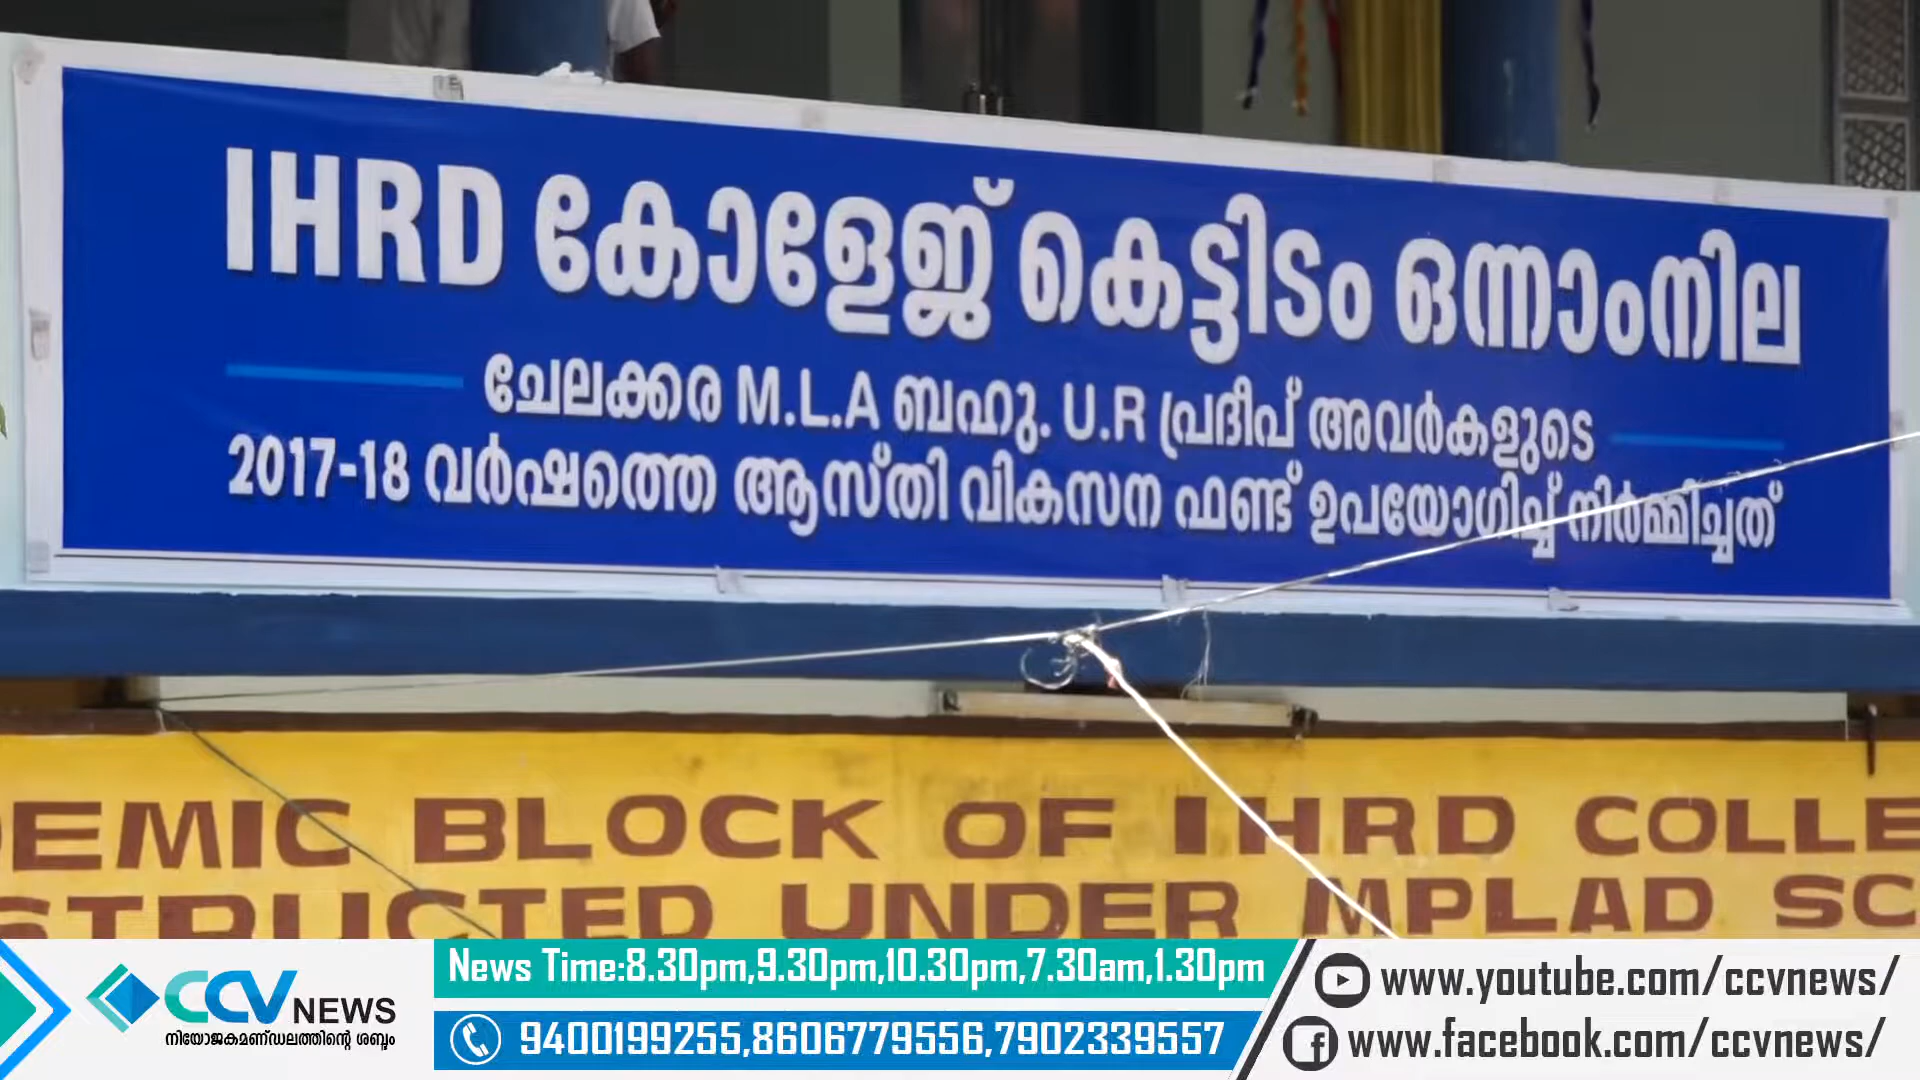 IHRD കോളേജ് കെട്ടിടം ഒന്നാംനില
ചേലക്കര M.L.A ബഹു. U.R പ്രദീപ് അവർകളുടെ
2017-18 വർഷത്തെ ആസ്തി വികസന ഫണ്ട് ഉപയോഗിച്ച് നിർമ്മിച്ചത്
DEMIC BLOCK OF IHRD COLLE
STRUCTED UNDER MPLAD SC
CCV NEWS
നിയോജകമണ്ഡലത്തിന്റെ ശബ്ദം
News Time:8.30pm,9.30pm,10.30pm,7.30am,1.30pm
9400199255,8606779556,7902339557
www.youtube.com/ccvnews/
www.facebook.com/ccvnews/